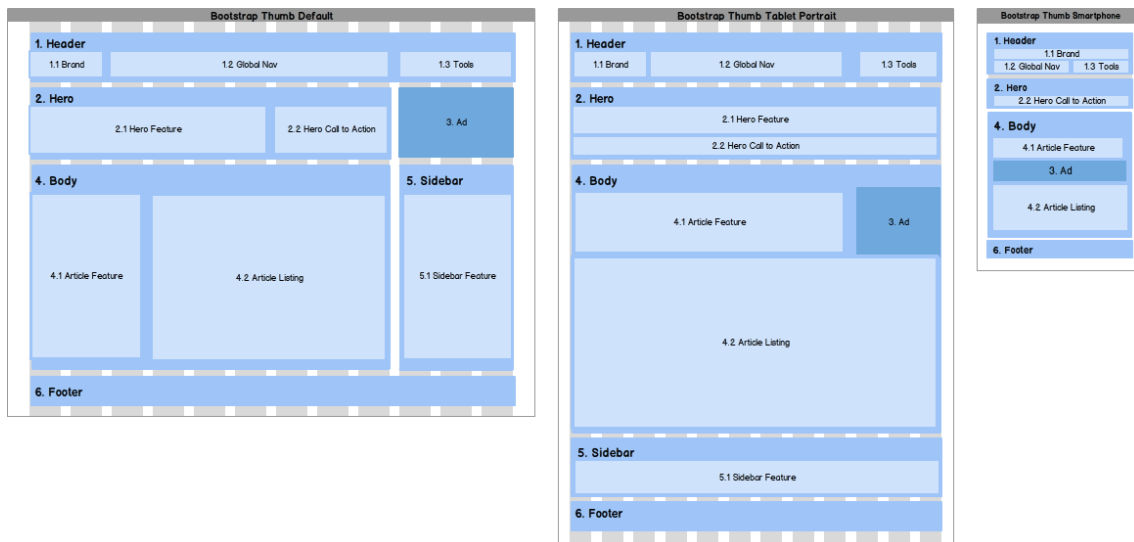 Bootstrap Thumb Default
1. Header
1.1 Brand
1.2 Global Nav
1.3 Tools
2. Hero
2.1 Hero Feature
2.2 Hero Call to Action
3. Ad
4. Body
4.1 Article Feature
4.2 Article Listing
5. Sidebar
5.1 Sidebar Feature
6. Footer
Bootstrap Thumb Tablet Portrait
1. Header
1.1 Brand
1.2 Global Nav
1.3 Tools
2. Hero
2.1 Hero Feature
2.2 Hero Call to Action
4. Body
4.1 Article Feature
3. Ad
4.2 Article Listing
5. Sidebar
5.1 Sidebar Feature
6. Footer
Bootstrap Thumb Smartphone
1. Header
1.1 Brand
1.2 Global Nav
1.3 Tools
2. Hero
2.2 Hero Call to Action
4. Body
4.1 Article Feature
3. Ad
4.2 Article Listing
6. Footer